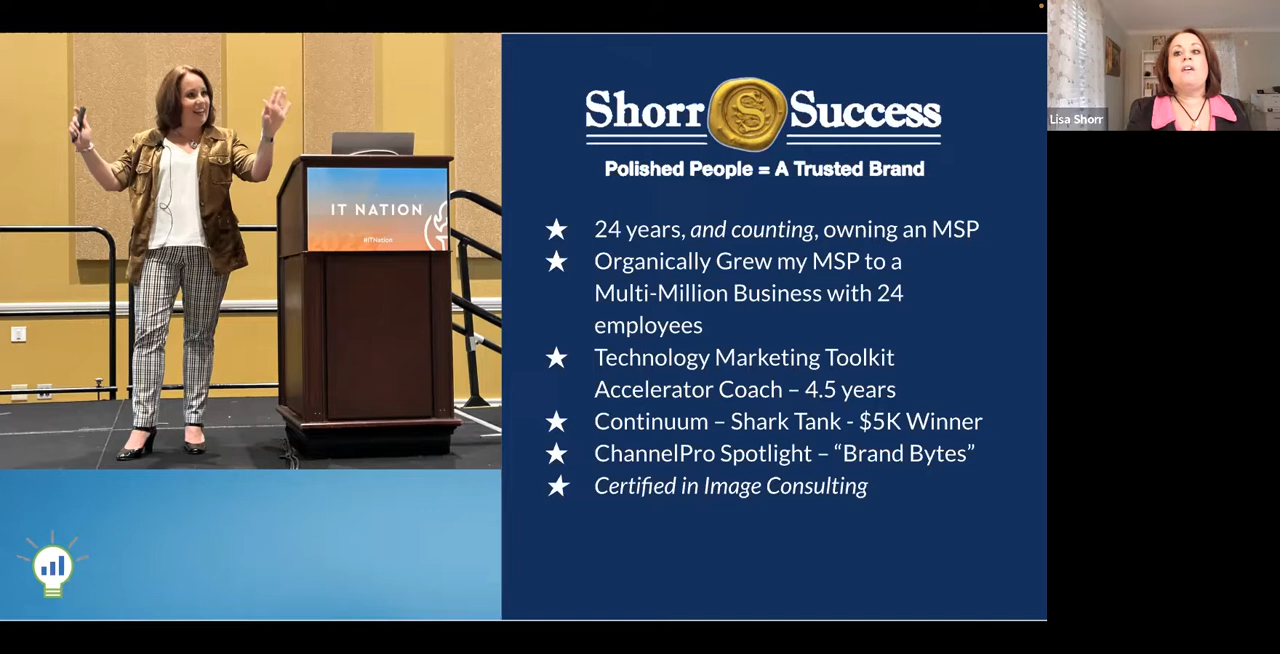 Shorr S Success
Polished People = A Trusted Brand
IT NATION
#ITNation
★ 24 years, and counting, owning an MSP
★ Organically Grew my MSP to a
Multi-Million Business with 24
employees
★ Technology Marketing Toolkit
Accelerator Coach – 4.5 years
★ Continuum – Shark Tank - $5K Winner
★ ChannelPro Spotlight – “Brand Bytes”
★ Certified in Image Consulting
Lisa Shorr